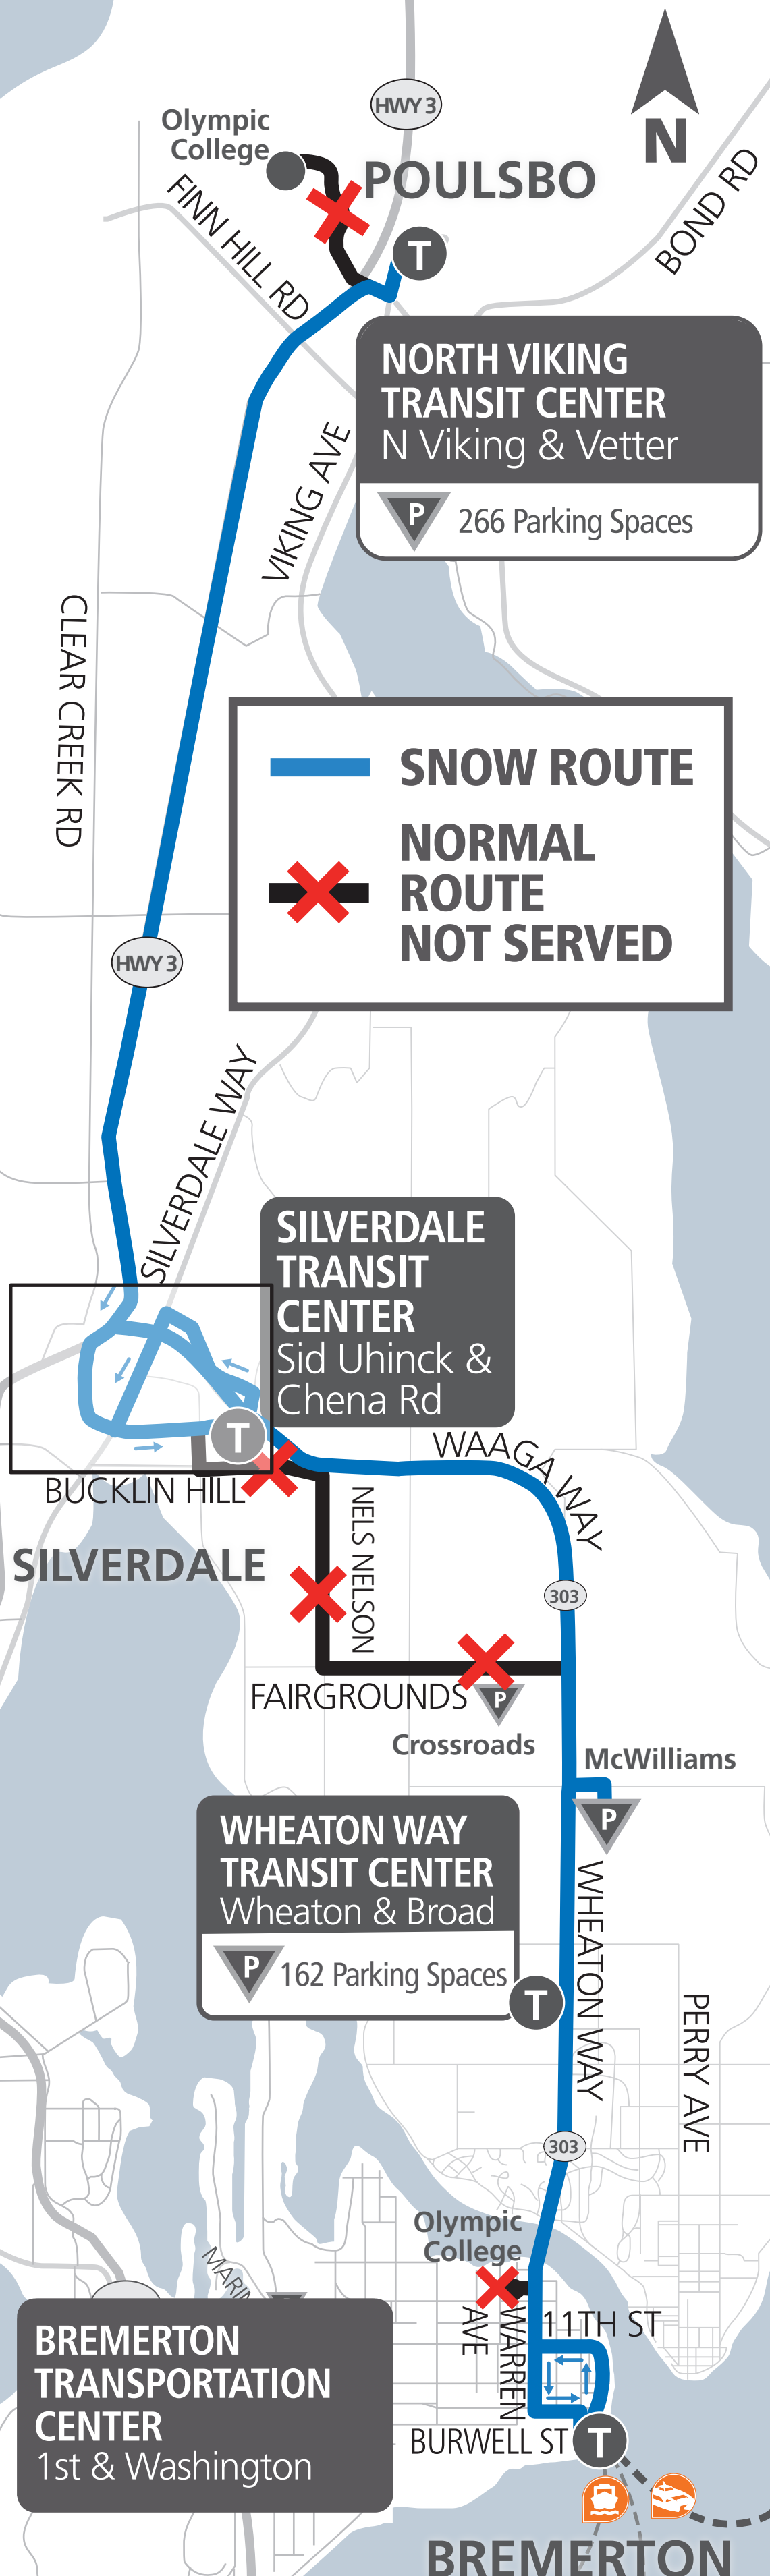 HWY 3
N
Olympic
College
POULSBO
FINN HILL RD
T
BOND RD
NORTH VIKING
TRANSIT CENTER
N Viking & Vetter
P
266 Parking Spaces
VIKING AVE
CLEAR CREEK RD
SNOW ROUTE
NORMAL
ROUTE
NOT SERVED
HWY 3
SILVERDALE WAY
SILVERDALE
TRANSIT
CENTER
Sid Uhinck &
Chena Rd
T
WAAGA WAY
BUCKLIN HILL
NELS NELSON
SILVERDALE
303
FAIRGROUNDS
P
Crossroads
McWilliams
P
WHEATON WAY
TRANSIT CENTER
Wheaton & Broad
P
162 Parking Spaces
T
WHEATON WAY
PERRY AVE
303
Olympic
College
WARREN
AVE
11TH ST
BREMERTON
TRANSPORTATION
CENTER
1st & Washington
BURWELL ST
T
BREMERTON